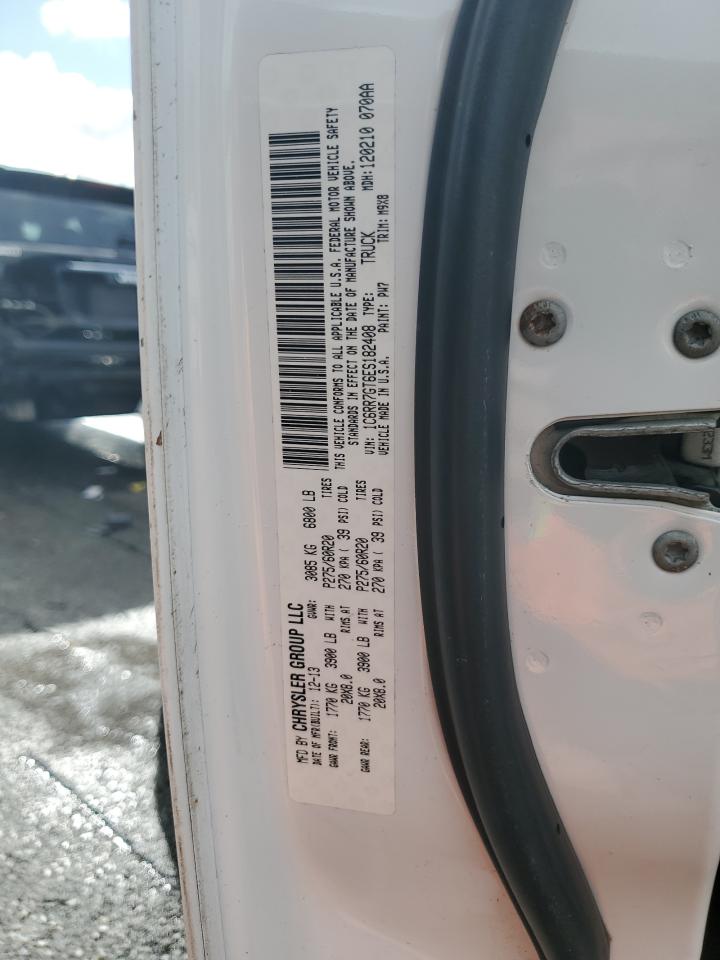 MFD BY CHRYSLER GROUP LLC
DATE OF MFR(BUILT): 12-13 GVWR: 3085 KG 6800 LB
GAWR FRONT: 1770 KG 3900 LB WITH P275/60R20 TIRES
20X8.0 RIMS AT 270 KPA ( 39 PSI) COLD
GAWR REAR: 1770 KG 3900 LB WITH P275/60R20 TIRES
20X8.0 RIMS AT 270 KPA ( 39 PSI) COLD
THIS VEHICLE CONFORMS TO ALL APPLICABLE U.S.A. FEDERAL MOTOR VEHICLE SAFETY
STANDARDS IN EFFECT ON THE DATE OF MANUFACTURE SHOWN ABOVE.
VIN: 1C6RR7GT6ES182408 TYPE: TRUCK MDH: 120210 070AA
VEHICLE MADE IN U.S.A. PAINT: PW7 TRIM: M9X8